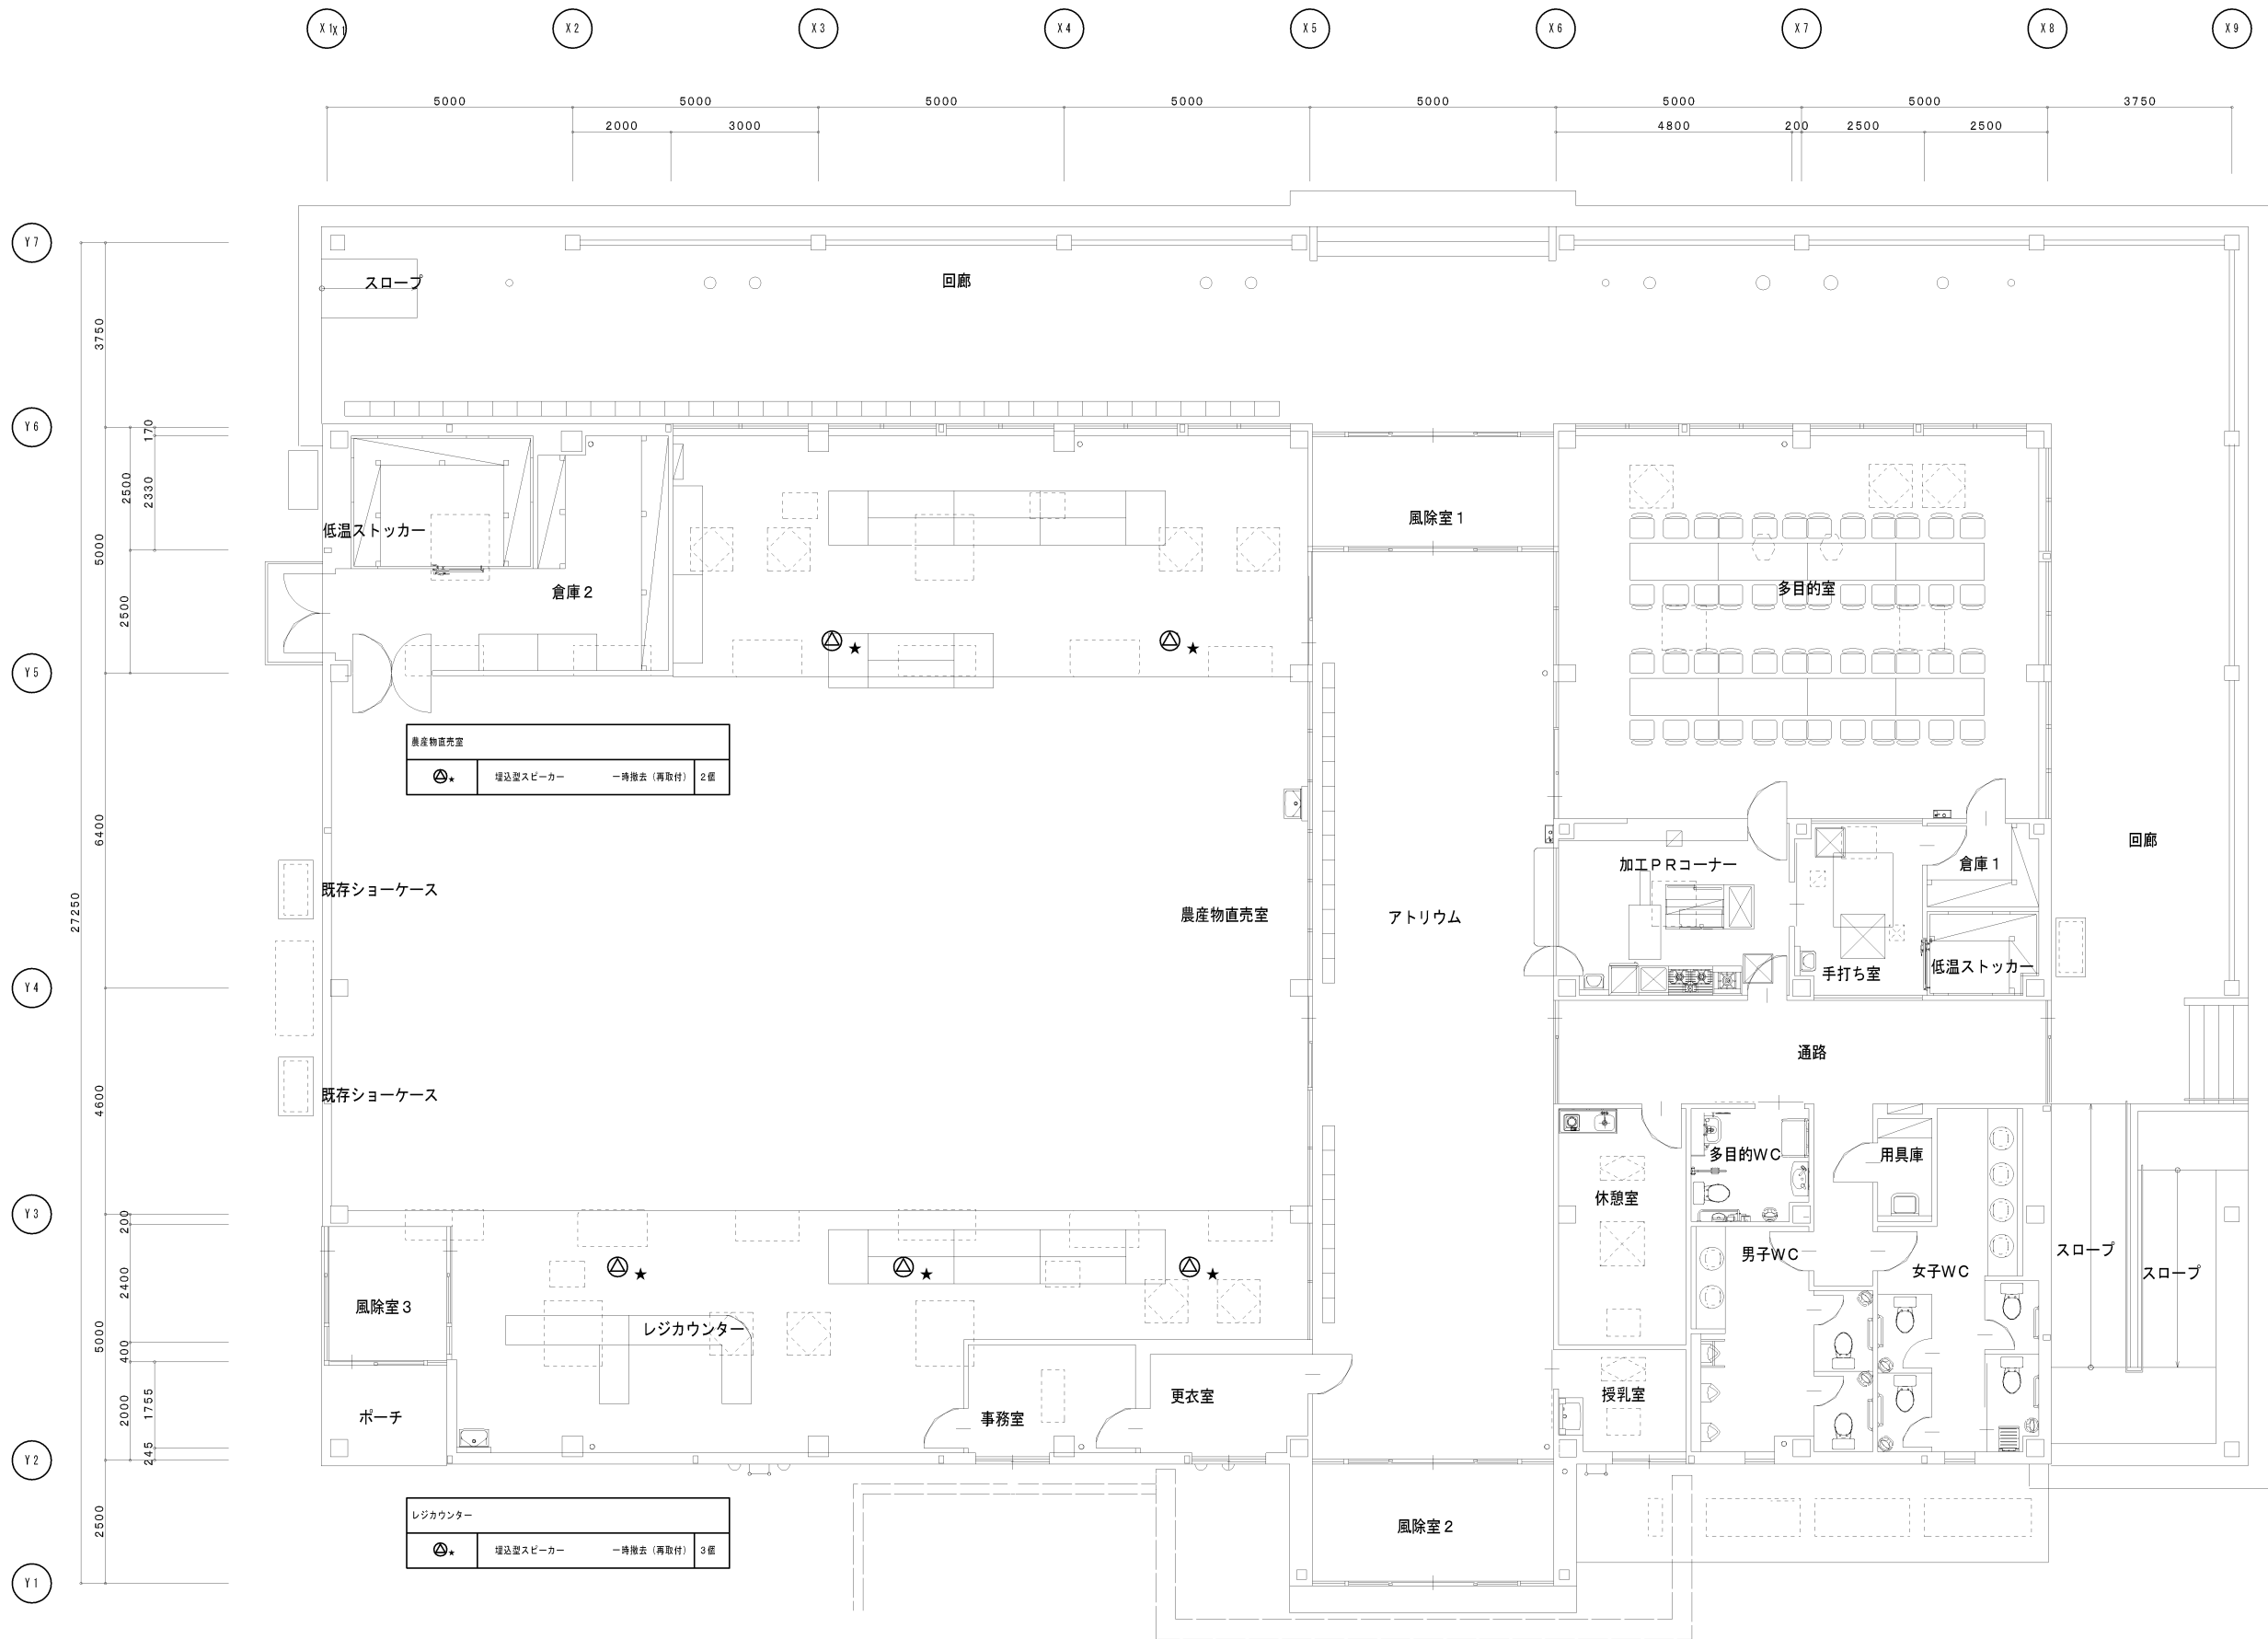 X1 X1 X2 X3 X4 X5 X6 X7 X8 X9
5000 5000 5000 5000 5000 5000 5000 3750
2000 3000 4800 200 2500 2500
Y7
スロープ 回廊
3750
Y6
170
2500 2330
5000
2500
低温ストッカー
倉庫2
風除室1
多目的室
★ ★
Y5
農産物直売室
★ 埋込型スピーカー 一時撤去（再取付） 2個
6400
27250
回廊
加工PRコーナー
倉庫1
既存ショーケース
農産物直売室
アトリウム
手打ち室
低温ストッカー
Y4
通路
4600
既存ショーケース
多目的WC
用具庫
休憩室
Y3
200
男子WC
女子WC
スロープ
スロープ
2400
★ ★ ★
風除室3
レジカウンター
5000
400
授乳室
更衣室
ポーチ
事務室
2000 1755
245
Y2
2500
レジカウンター
★ 埋込型スピーカー 一時撤去（再取付） 3個
風除室2
Y1